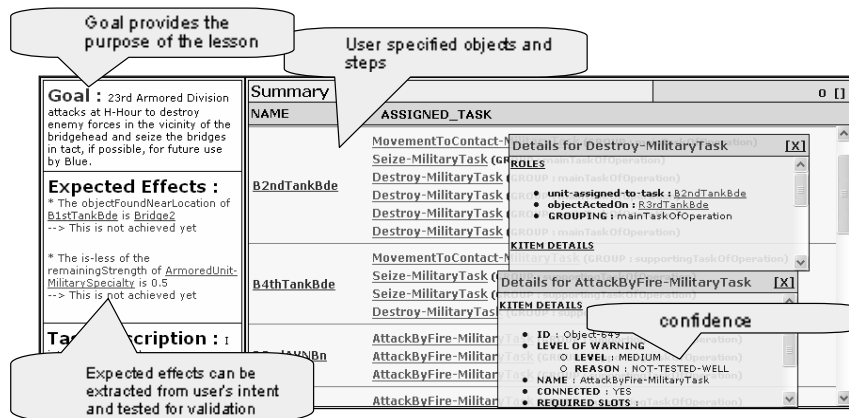 Goal provides the
purpose of the lesson
User specified objects and
steps
Goal : 23rd Armored Division
attacks at H-Hour to destroy
enemy forces in the vicinity of the
bridgehead and seize the bridges
in tact, if possible, for future use
by Blue.
Expected Effects :
* The objectFoundNearLocation of
B1stTankBde is Bridge2
--> This is not achieved yet
* The is-less of the
remainingStrength of ArmoredUnit-
MilitarySpecialty is 0.5
--> This is not achieved yet
Expected effects can be
extracted from user's intent
and tested for validation
Summary
0 []
NAME ASSIGNED_TASK
B2ndTankBde
MovementToContact-
Seize-MilitaryTask
Destroy-MilitaryTask
Destroy-MilitaryTask
Destroy-MilitaryTask
Destroy-MilitaryTask
B4thTankBde
MovementToContact-MilitaryTask (GROUP : supportingTaskOfOperation)
Seize-MilitaryTask
Seize-MilitaryTask
Destroy-MilitaryTask
AttackByFire-
AttackByFire-
AttackByFire-
AttackByFire-
Details for Destroy-MilitaryTask [X]
ROLES
• unit-assigned-to-task : B2ndTankBde
• objectActedOn : R3rdTankBde
• GROUPING : mainTaskOfOperation
KITEM DETAILS
Details for AttackByFire-MilitaryTask [X]
KITEM DETAILS
confidence
• ID : Object-649
• LEVEL OF WARNING
○ LEVEL : MEDIUM
○ REASON : NOT-TESTED-WELL
• NAME : AttackByFire-MilitaryTask
• CONNECTED : YES
• REQUIRED SLOTS :